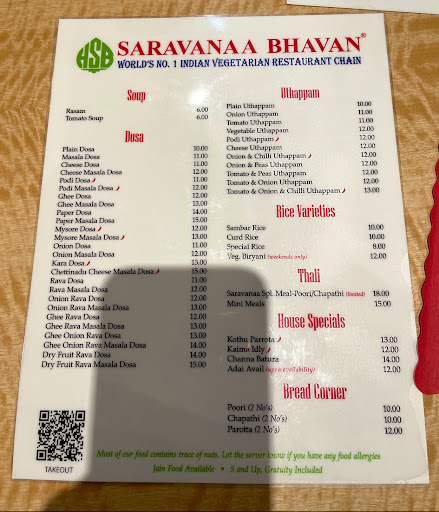 HSB SARAVANAA BHAVAN®
WORLD'S NO. 1 INDIAN VEGETARIAN RESTAURANT CHAIN
Soup
Rasam 6.00
Tomato Soup 6.00
Dosa
Plain Dosa 10.00
Masala Dosa 11.00
Cheese Dosa 11.00
Cheese Masala Dosa 12.00
Podi Dosa 11.00
Podi Masala Dosa 12.00
Ghee Dosa 12.00
Ghee Masala Dosa 13.00
Paper Dosa 14.00
Paper Masala Dosa 15.00
Mysore Dosa 12.00
Mysore Masala Dosa 13.00
Onion Dosa 11.00
Onion Masala Dosa 12.00
Kara Dosa 13.00
Chettinadu Cheese Masala Dosa 15.00
Rava Dosa 11.00
Rava Masala Dosa 12.00
Onion Rava Dosa 12.00
Onion Rava Masala Dosa 13.00
Ghee Rava Dosa 12.00
Ghee Rava Masala Dosa 13.00
Ghee Onion Rava Dosa 13.00
Ghee Onion Rava Masala Dosa 14.00
Dry Fruit Rava Dosa 14.00
Dry Fruit Rava Masala Dosa 15.00
TAKEOUT
Uthappam
Plain Uthappam 10.00
Onion Uthappam 11.00
Tomato Uthappam 11.00
Vegetable Uthappam 12.00
Podi Uthappam 12.00
Cheese Uthappam 12.00
Onion & Chilli Uthappam 12.00
Onion & Peas Uthappam 12.00
Tomato & Peas Uthappam 12.00
Tomato & Onion Uthappam 12.00
Tomato & Onion & Chilli Uthappam 13.00
Rice Varieties
Sambar Rice 10.00
Curd Rice 10.00
Special Rice 8.00
Veg. Biryani (weekends only) 12.00
Thali
Saravanaa Spl. Meal-Poori/Chapathi (limited) 18.00
Mini Meals 15.00
House Specials
Kothu Parrota 13.00
Kaima Idly 12.00
Channa Batura 14.00
Adai Avail (upon availability) 12.00
Bread Corner
Poori (2 No's) 10.00
Chapathi (2 No's) 10.00
Parotta (2 No's) 12.00
Most of our food contains trace of nuts. Let the server know if you have any food allergies
Jain Food Available • 5 and Up, Gratuity Included